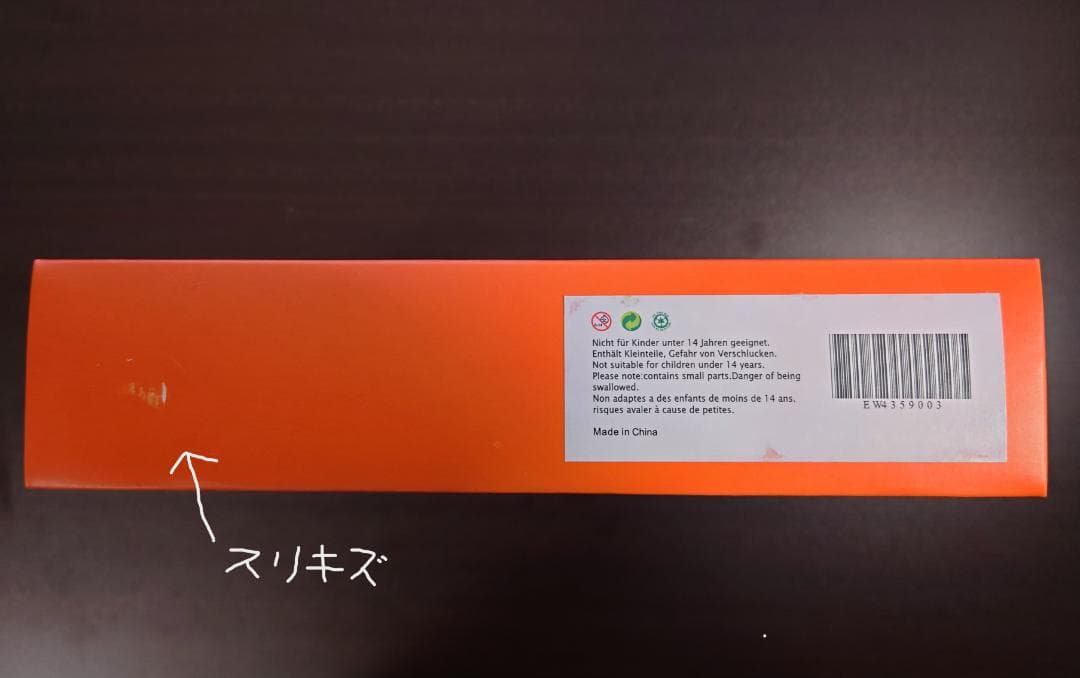 Nicht für Kinder unter 14 Jahren geeignet.
Enthält Kleinteile, Gefahr von Verschlucken.
Not suitable for children under 14 years.
Please note:contains small parts.Danger of being
swallowed.
Non adaptes a des enfants de moins de 14 ans.
risques avaler à cause de petites.
Made in China
EW4359003
スリキズ